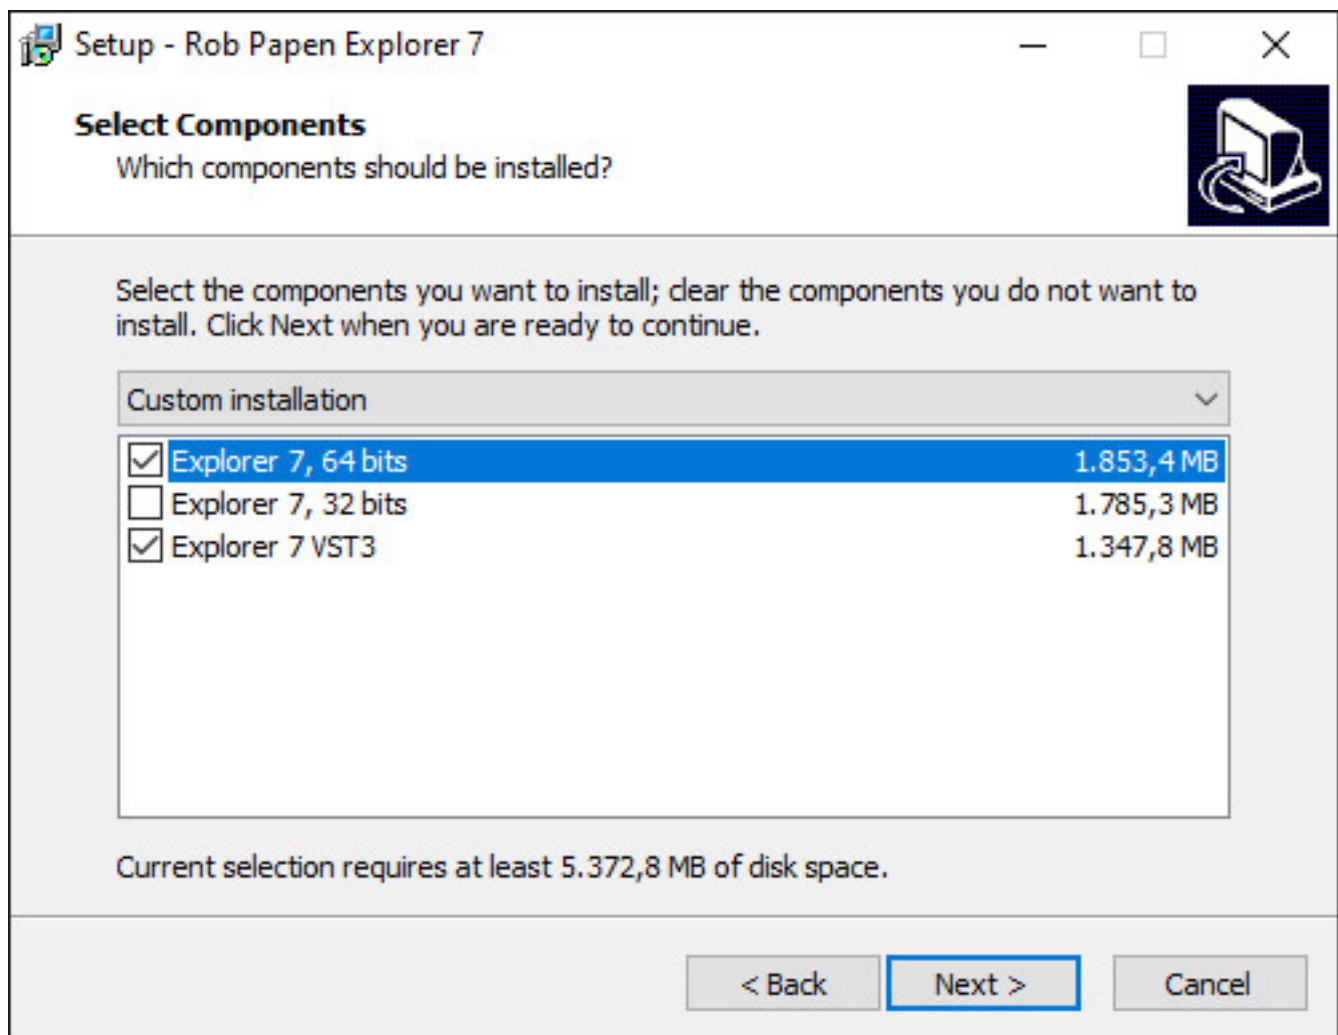 Setup - Rob Papen Explorer 7
Select Components
Which components should be installed?
Select the components you want to install; clear the components you do not want to
install. Click Next when you are ready to continue.
Custom installation
Explorer 7, 64 bits 1.853,4 MB
Explorer 7, 32 bits 1.785,3 MB
Explorer 7 VST3 1.347,8 MB
Current selection requires at least 5.372,8 MB of disk space.
< Back Next > Cancel